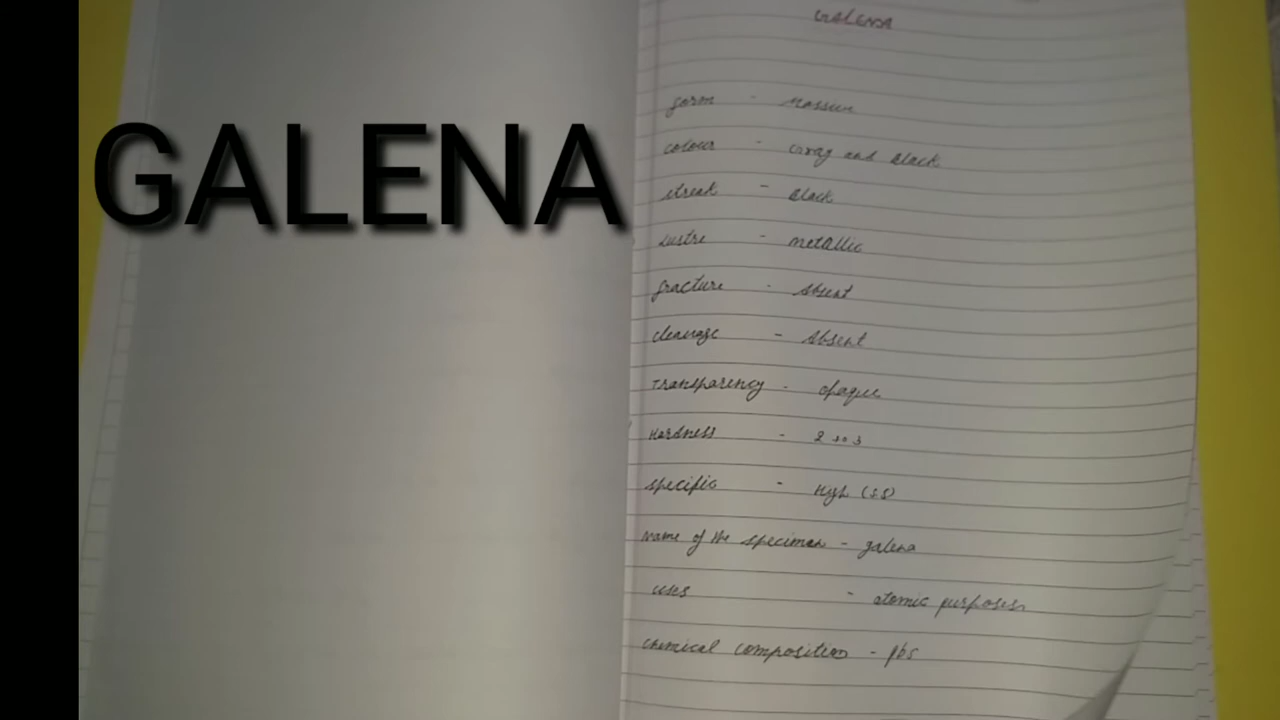 GALENA
GALENA
form - Massive
colour - Gray and black
streak - Black
Lustre - metallic
fracture - Absent
cleavage - Absent
Transparency - opaque
Hardness - 2 to 3
specific - High (5.5)
name of the specimen - galena
uses - atomic purposes
chemical composition - pbs